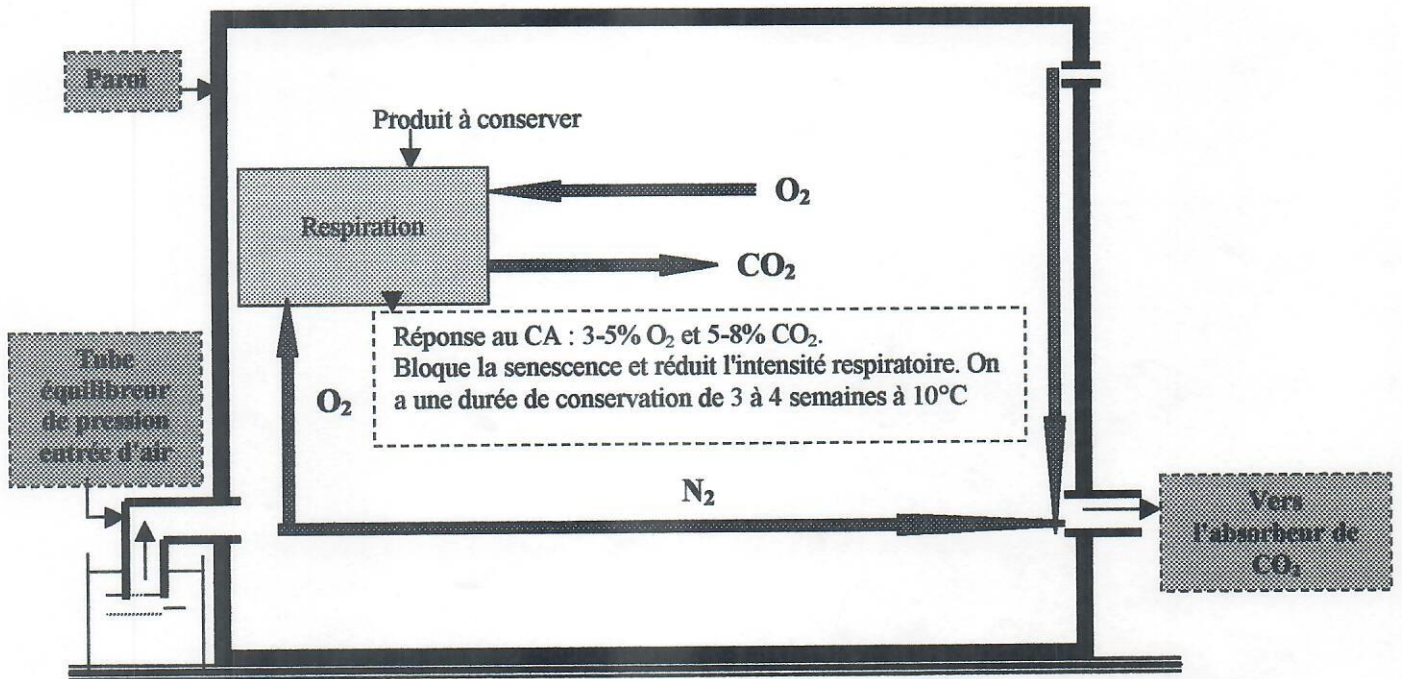 Paroi
Produit à conserver
Respiration
O₂
CO₂
Réponse au CA : 3-5% O₂ et 5-8% CO₂.
Bloque la senescence et réduit l'intensité respiratoire. On
a une durée de conservation de 3 à 4 semaines à 10°C
O₂
Tube
équilibreur
de pression
entrée d'air
N₂
Vers
l'absorbeur de
CO₂